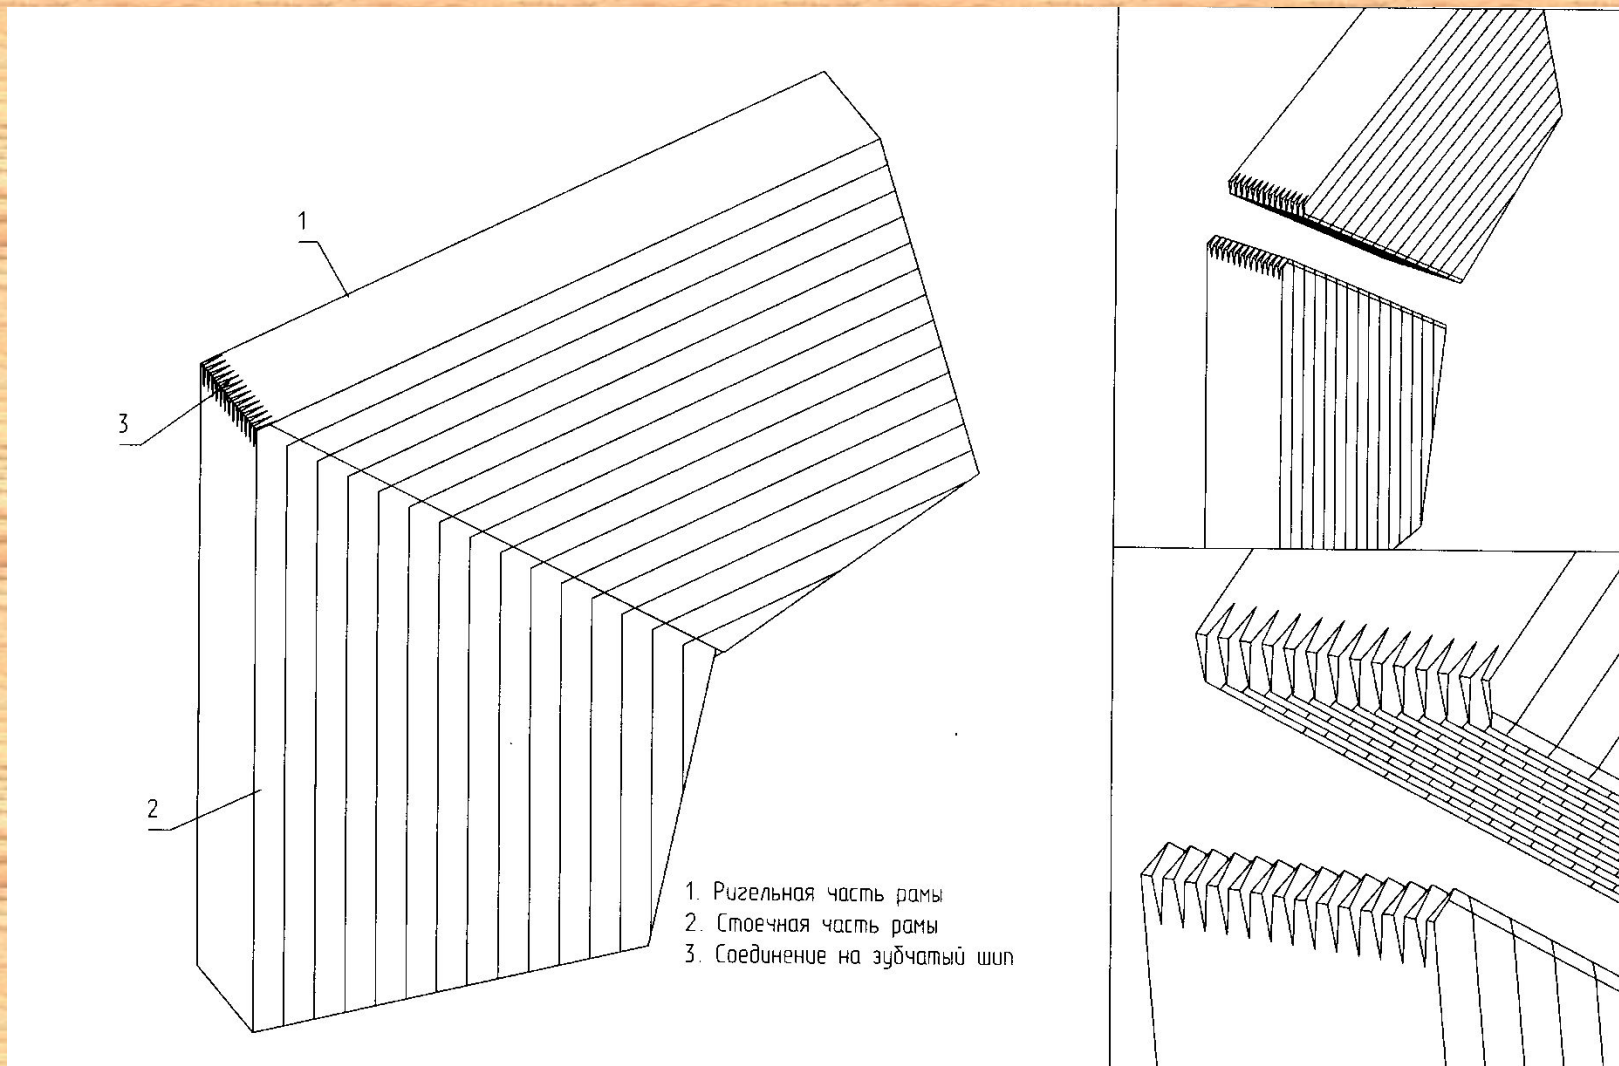 1
3
2
1. Ригельная часть рамы
2. Стоечная часть рамы
3. Соединение на зубчатый шип